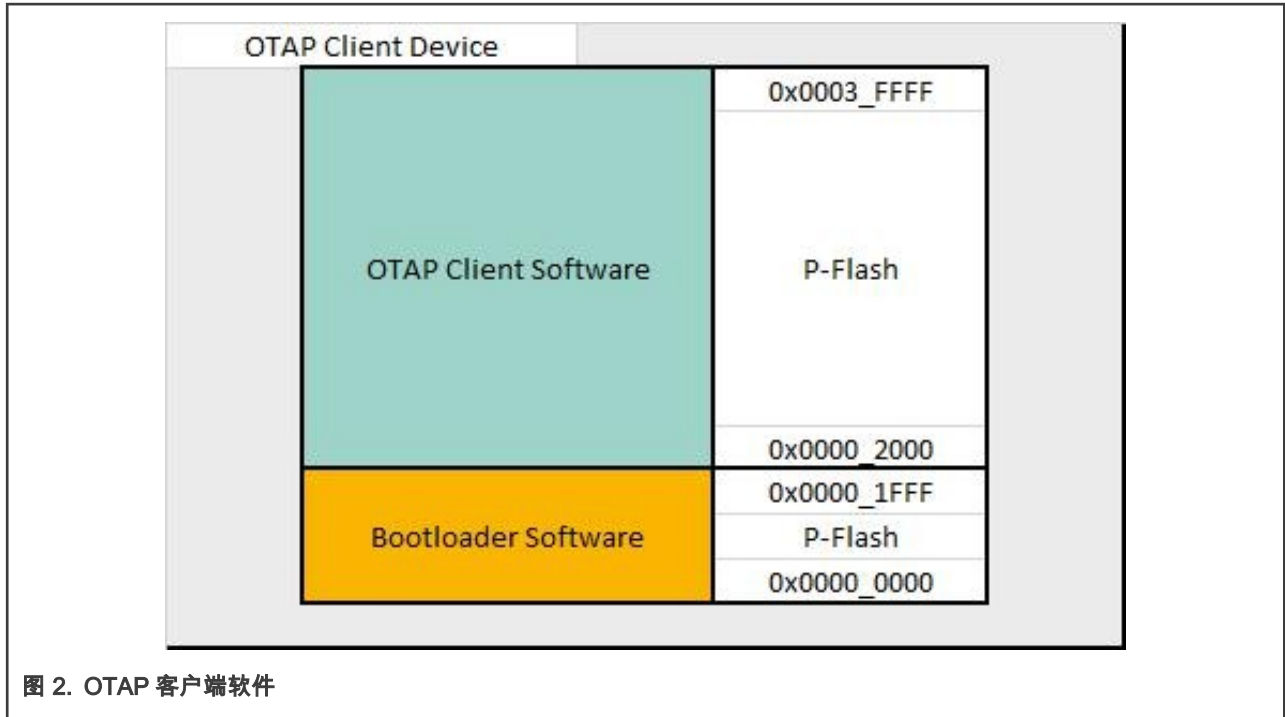 OTAP Client Device
0x0003_FFFF
OTAP Client Software
P-Flash
0x0000_2000
0x0000_1FFF
Bootloader Software
P-Flash
0x0000_0000
图 2. OTAP 客户端软件